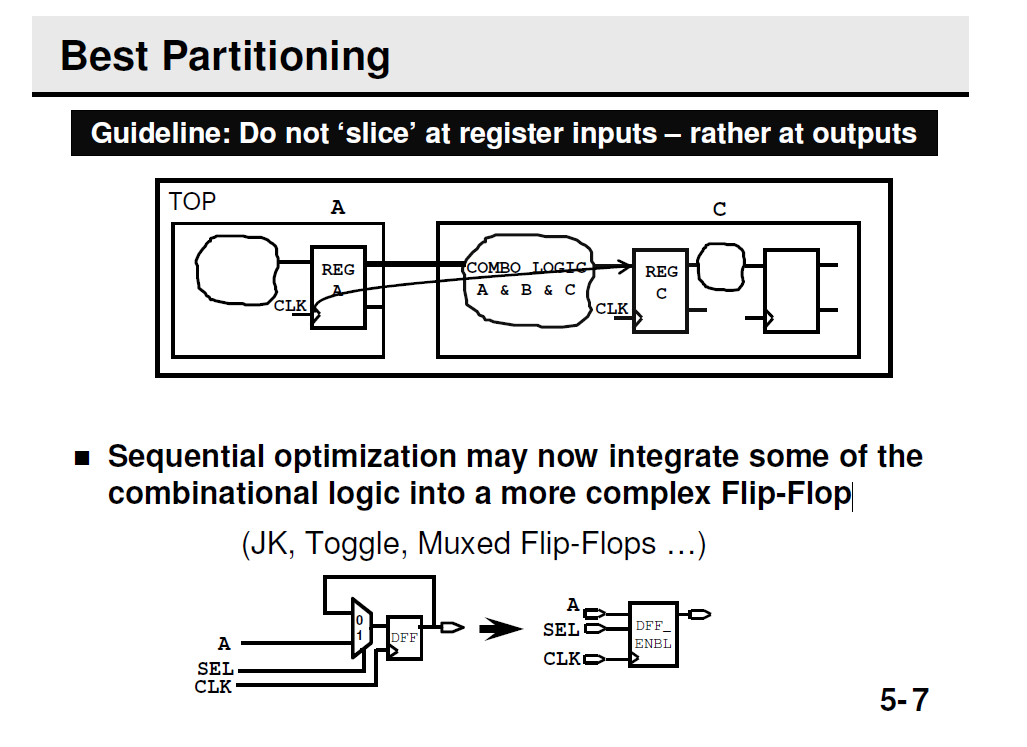 Best Partitioning
Guideline: Do not ‘slice’ at register inputs – rather at outputs
TOP
A
C
REG
A
CLK
COMBO LOGIC
A & B & C
REG
C
CLK
■ Sequential optimization may now integrate some of the
combinational logic into a more complex Flip-Flop
(JK, Toggle, Muxed Flip-Flops …)
0
1
DFF
A
SEL
CLK
A
SEL
CLK
DFF_
ENBL
5-7